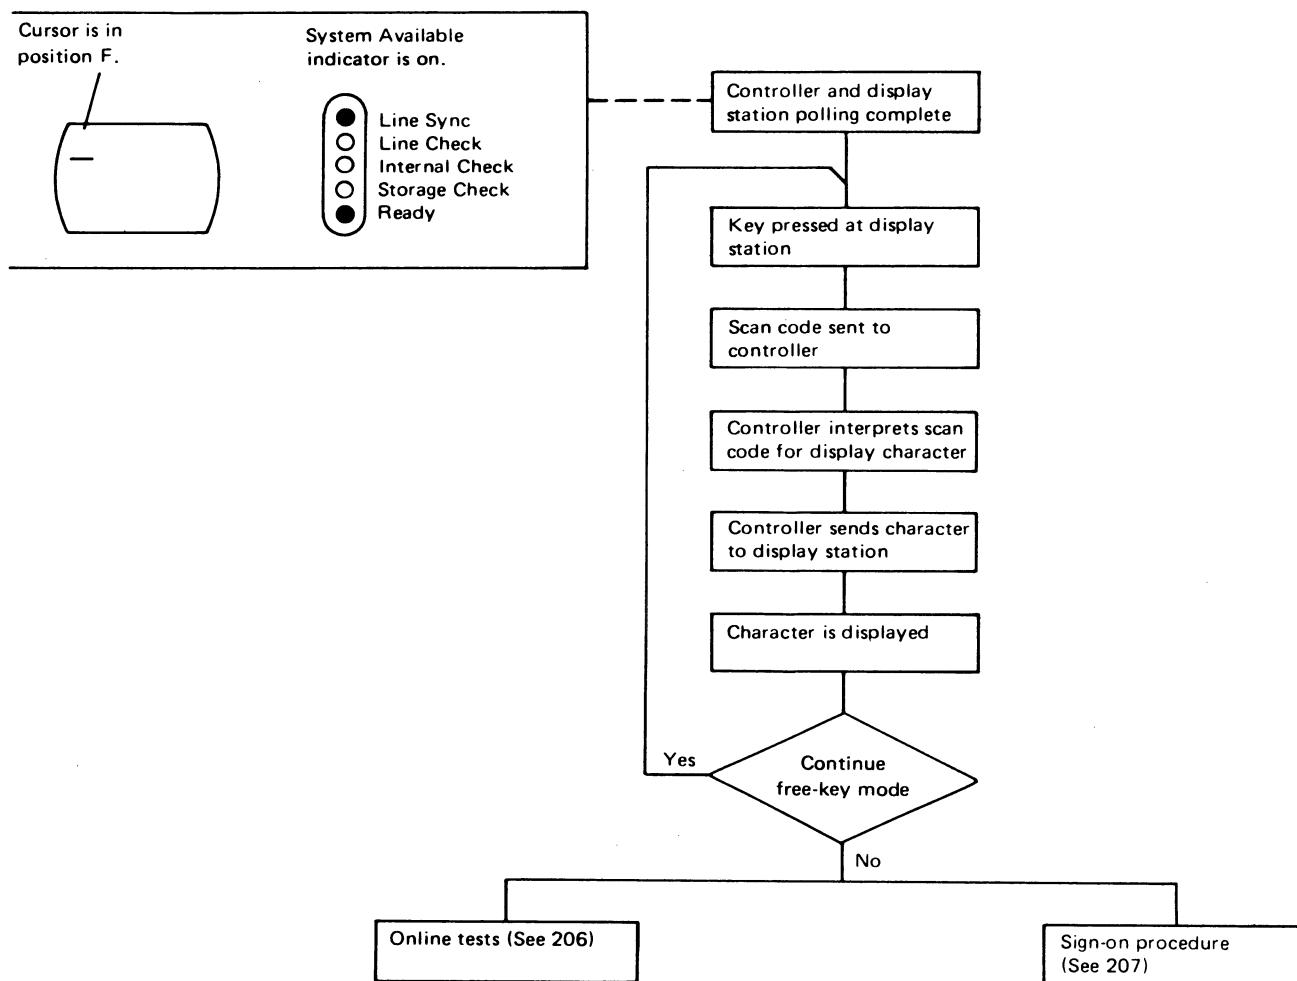 Cursor is in
position F.
System Available
indicator is on.
Line Sync
Line Check
Internal Check
Storage Check
Ready
Controller and display
station polling complete
Key pressed at display
station
Scan code sent to
controller
Controller interprets scan
code for display character
Controller sends character
to display station
Character is displayed
Continue
free-key mode
Yes
No
Online tests (See 206)
Sign-on procedure
(See 207)